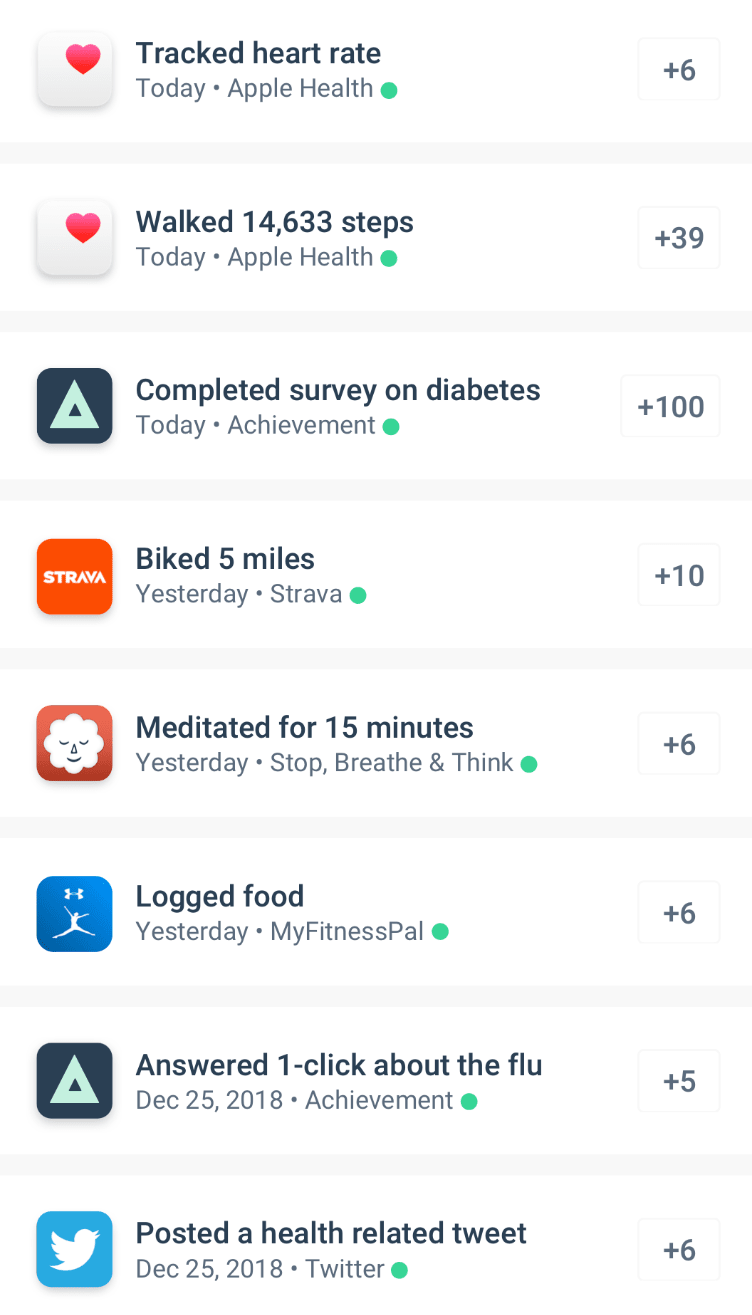 Tracked heart rate
Today • Apple Health
+6
Walked 14,633 steps
Today • Apple Health
+39
Completed survey on diabetes
Today • Achievement
+100
STRAVA
Biked 5 miles
Yesterday • Strava
+10
Meditated for 15 minutes
Yesterday • Stop, Breathe & Think
+6
Logged food
Yesterday • MyFitnessPal
+6
Answered 1-click about the flu
Dec 25, 2018 • Achievement
+5
Posted a health related tweet
Dec 25, 2018 • Twitter
+6